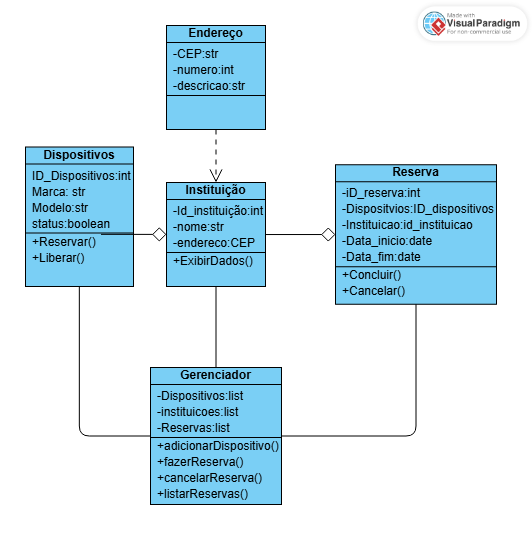 Made with
VisualParadigm
For non-commercial use
Endereço
-CEP:str
-numero:int
-descricao:str
Dispositivos
ID_Dispositivos:int
Marca: str
Modelo:str
status:boolean
+Reservar()
+Liberar()
Instituição
-Id_instituição:int
-nome:str
-endereco:CEP
+ExibirDados()
Reserva
-iD_reserva:int
-Dispositvios:ID_dispositivos
-Instituicao:id_instituicao
-Data_inicio:date
-Data_fim:date
+Concluir()
+Cancelar()
Gerenciador
-Dispositivos:list
-instituicoes:list
-Reservas:list
+adicionarDispositivo()
+fazerReserva()
+cancelarReserva()
+listarReservas()